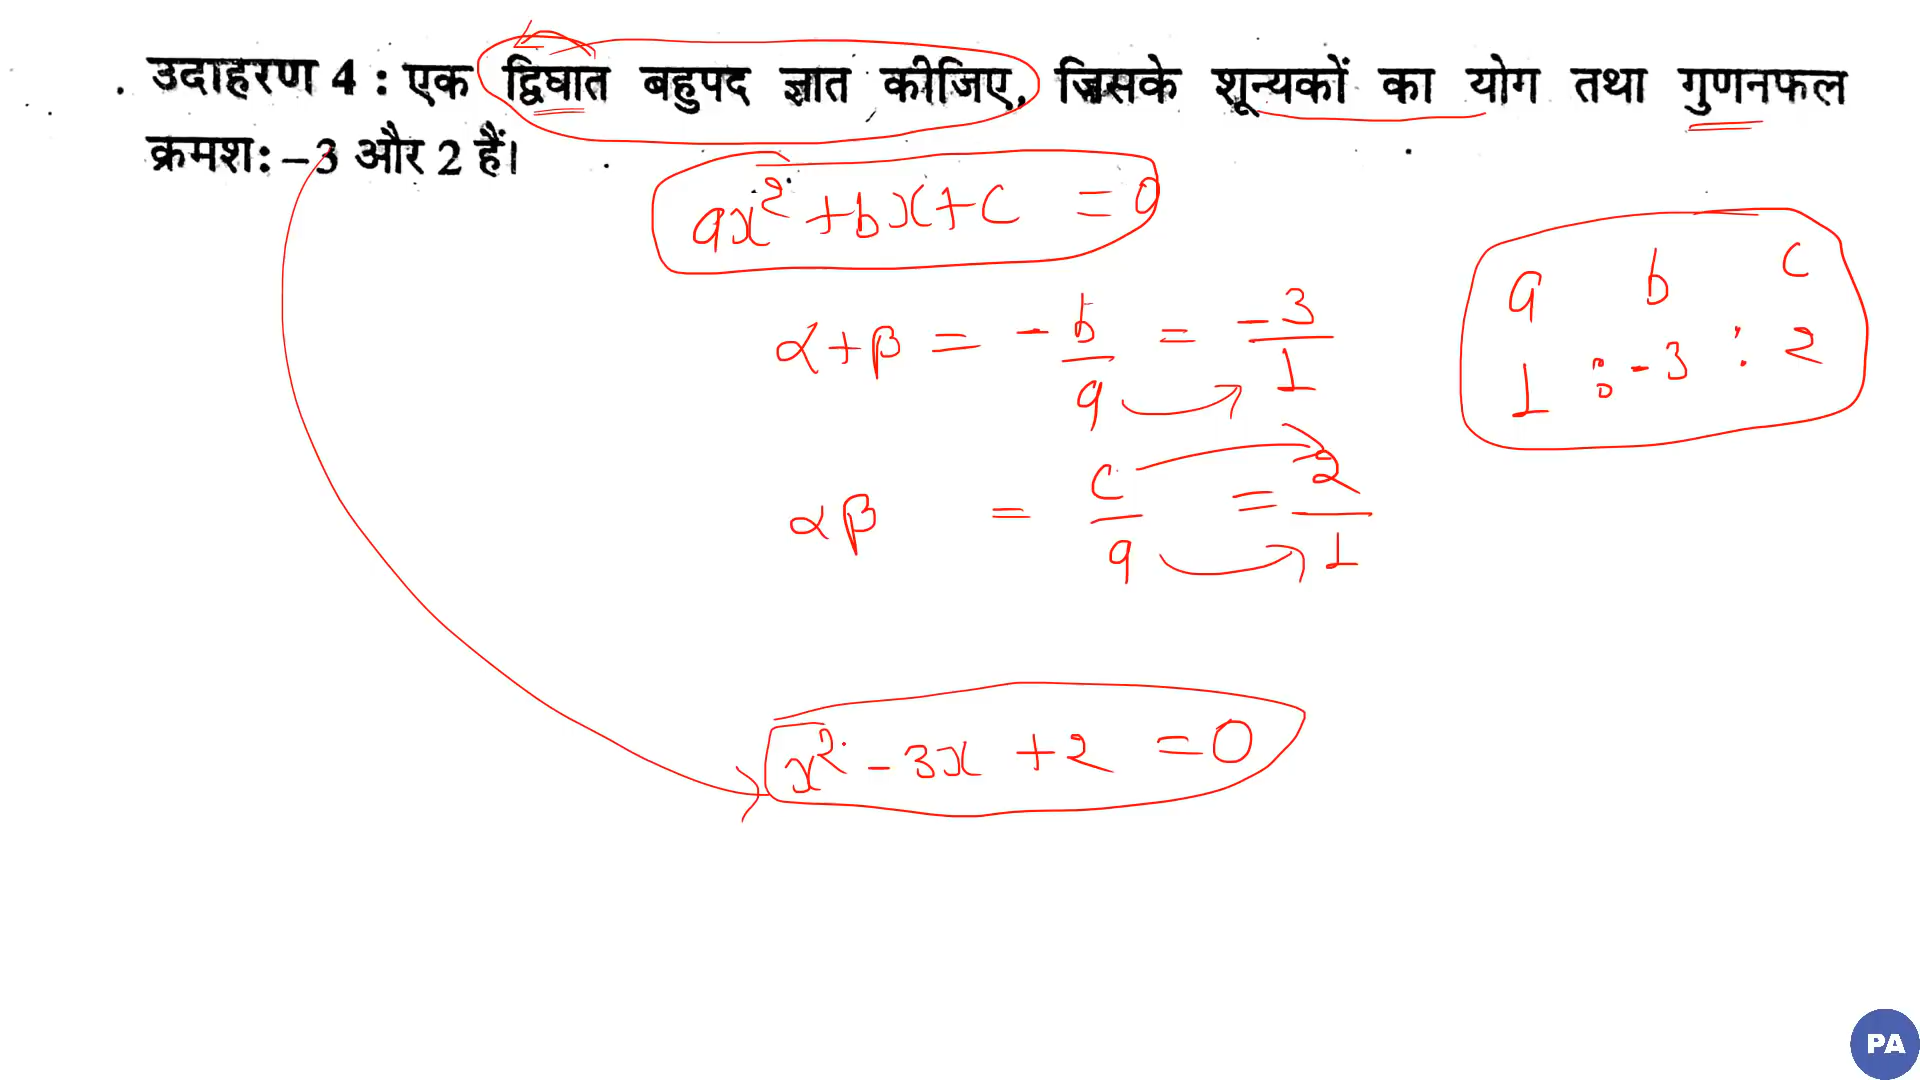 उदाहरण 4 : एक द्विघात बहुपद ज्ञात कीजिए, जिसके शून्यकों का योग तथा गुणनफल
क्रमश: –3 और 2 हैं।
ax² + bx + c = 0
a b c
1 : -3 : 2
α + β = - b/a = -3/1
αβ = c/a = 2/1
x² - 3x + 2 = 0
PA